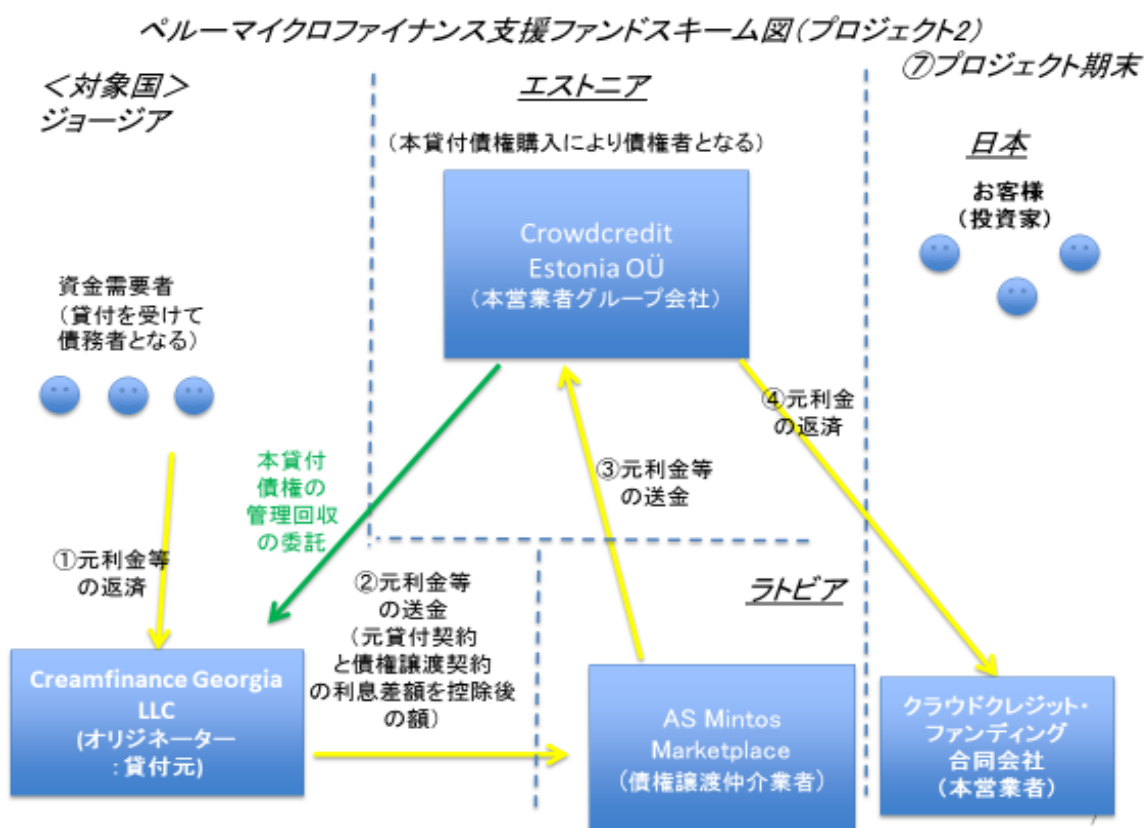 ペルーマイクロファイナンス支援ファンドスキーム図（プロジェクト2）
＜対象国＞
ジョージア
エストニア
⑦プロジェクト期末
（本貸付債権購入により債権者となる）
日本
お客様
（投資家）
Crowdcredit
Estonia OÜ
（本営業者グループ会社）
資金需要者
（貸付を受けて
債務者となる）
④元利金
の返済
本貸付
債権の
管理回収
の委託
③元利金等
の送金
①元利金等
の返済
②元利金等
の送金
（元貸付契約
と債権譲渡契約
の利息差額を控除後
の額）
ラトビア
Creamfinance Georgia
LLC
(オリジネーター
：貸付元)
AS Mintos
Marketplace
（債権譲渡仲介業者）
クラウドクレジット・
ファンディング
合同会社
（本営業者）
7